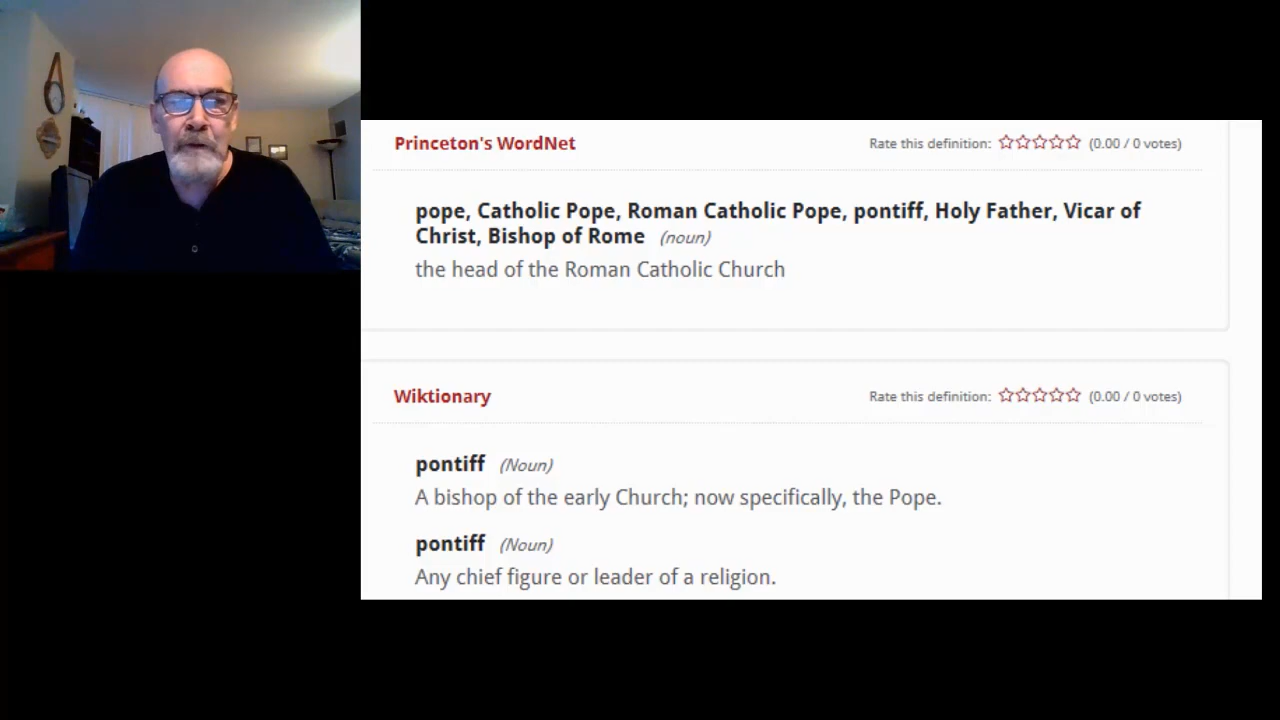 Princeton's WordNet
Rate this definition: (0.00 / 0 votes)
pope, Catholic Pope, Roman Catholic Pope, pontiff, Holy Father, Vicar of
Christ, Bishop of Rome (noun)
the head of the Roman Catholic Church
Wiktionary
Rate this definition: (0.00 / 0 votes)
pontiff (Noun)
A bishop of the early Church; now specifically, the Pope.
pontiff (Noun)
Any chief figure or leader of a religion.